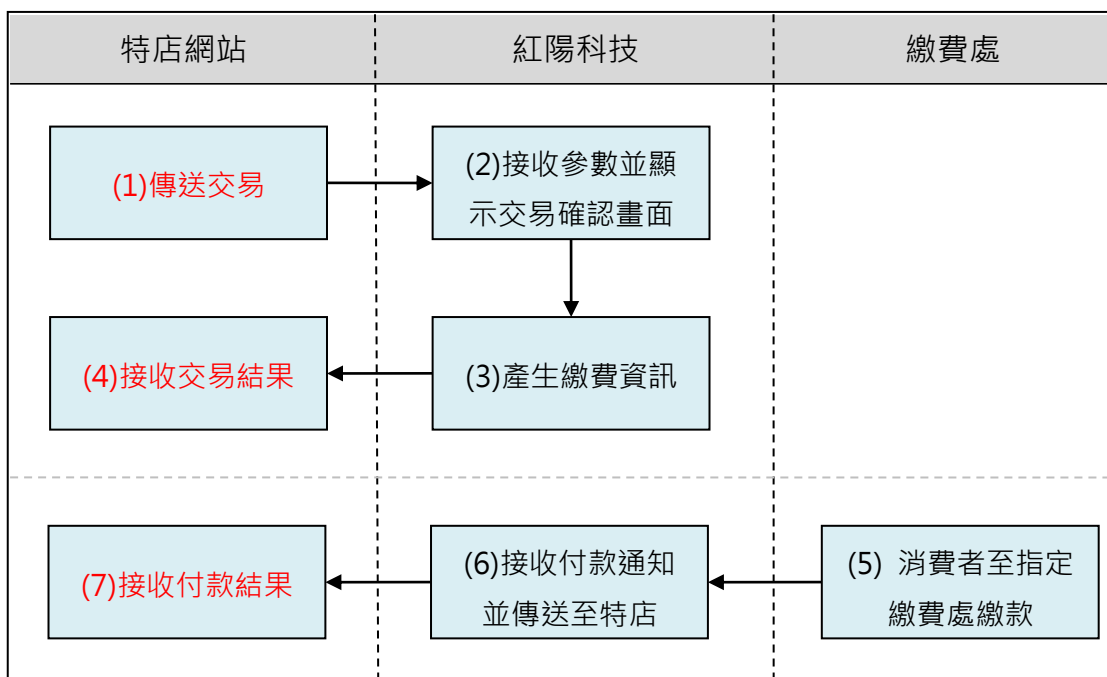 特店網站
紅陽科技
繳費處
(1)傳送交易
(2)接收參數並顯
示交易確認畫面
(4)接收交易結果
(3)產生繳費資訊
(7)接收付款結果
(6)接收付款通知
並傳送至特店
(5) 消費者至指定
繳費處繳款